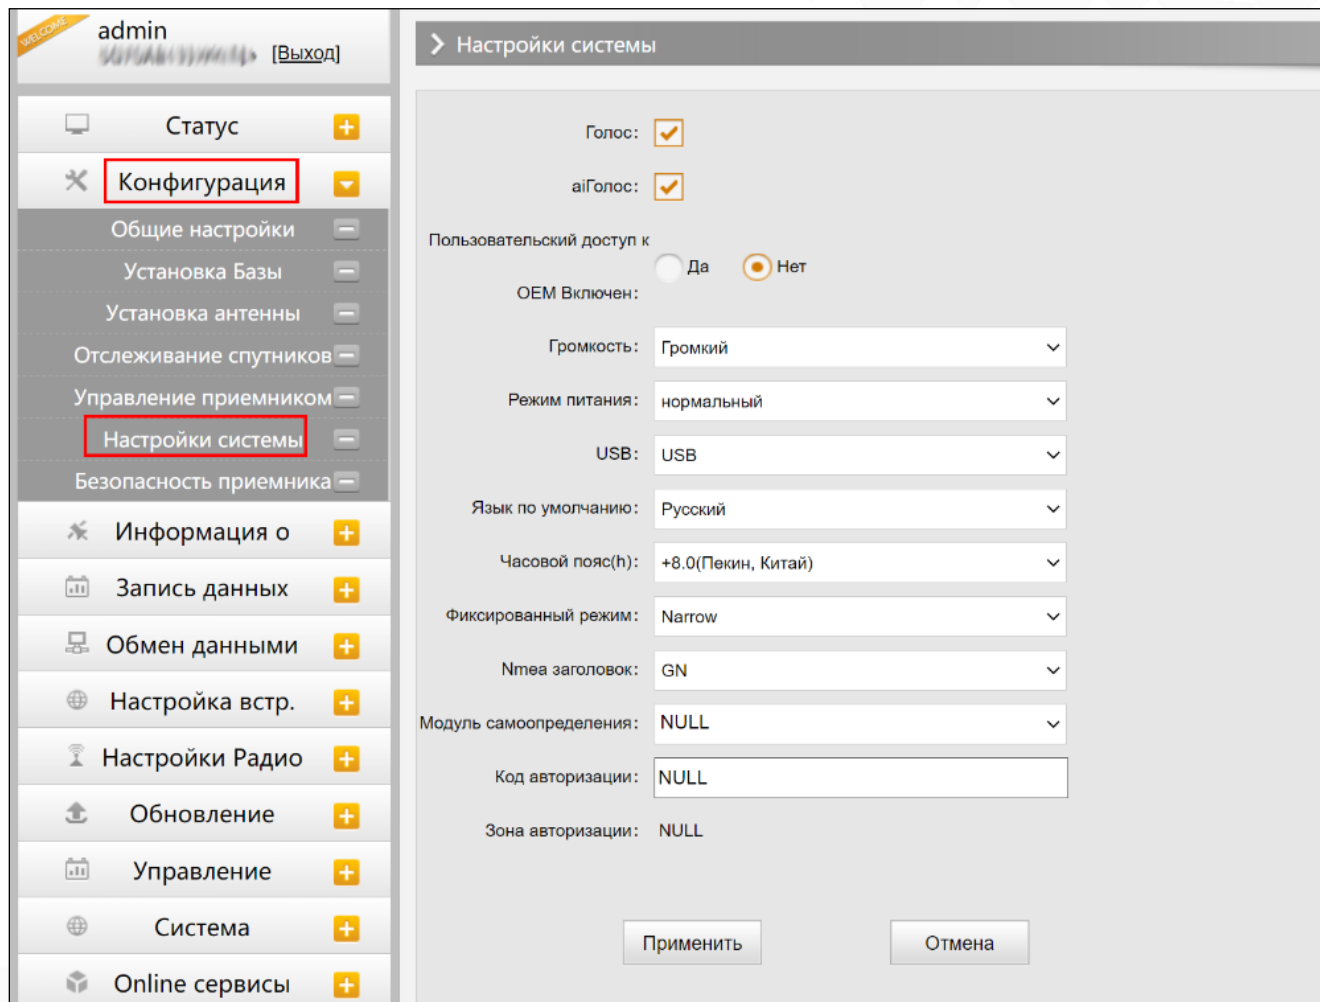 WELCOME
admin
[Выход]
Статус
Конфигурация
Общие настройки
Установка Базы
Установка антенны
Отслеживание спутников
Управление приемником
Настройки системы
Безопасность приемника
Информация о
Запись данных
Обмен данными
Настройка встр.
Настройки Радио
Обновление
Управление
Система
Online сервисы
Настройки системы
Голос:
aiГолос:
Пользовательский доступ к
OEM Включен:
Да Нет
Громкость: Громкий
Режим питания: нормальный
USB: USB
Язык по умолчанию: Русский
Часовой пояс(h): +8.0(Пекин, Китай)
Фиксированный режим: Narrow
Nmea заголовок: GN
Модуль самоопределения: NULL
Код авторизации: NULL
Зона авторизации: NULL
Применить Отмена